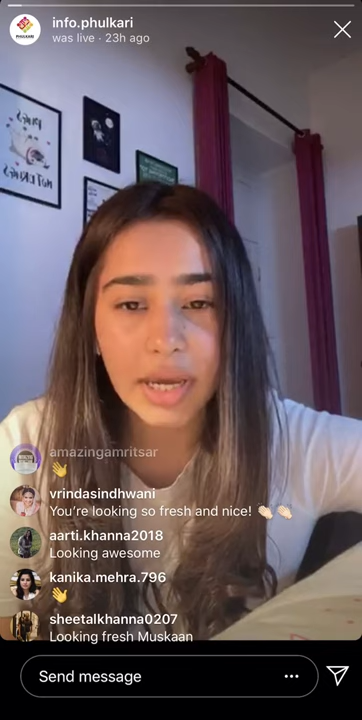 info.phulkari
was live · 23h ago
PHULKARI
amazingamritsar
👋
vrindasindhwani
You're looking so fresh and nice! 👏🏻 👏🏻
aarti.khanna2018
Looking awesome
kanika.mehra.796
👋
sheetalkhanna0207
Looking fresh Muskaan
Send message